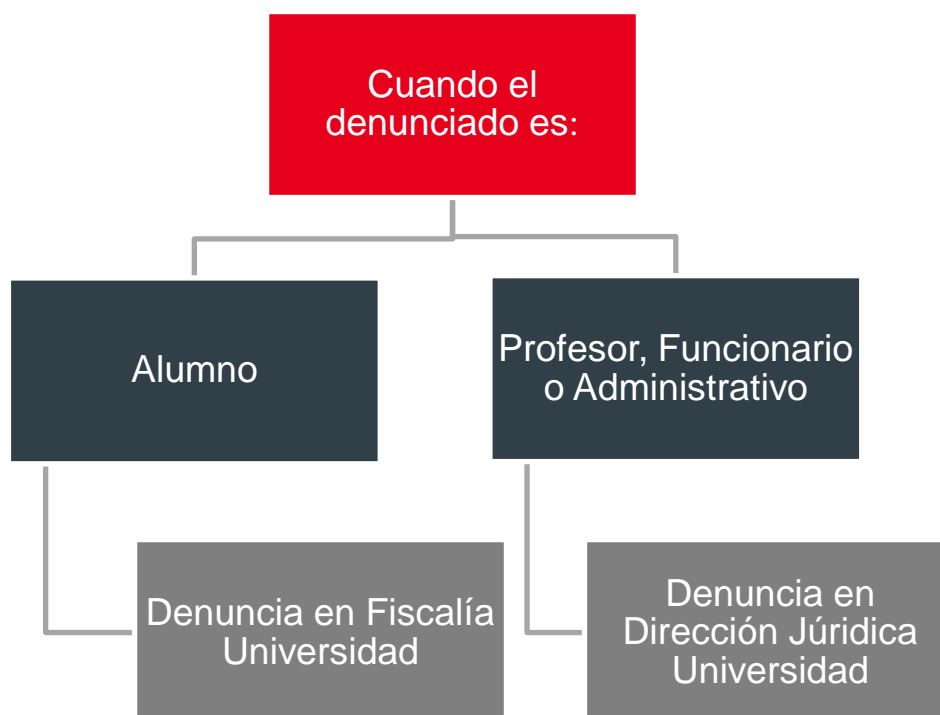 Cuando el
denunciado es:
Alumno
Profesor, Funcionario
o Administrativo
Denuncia en Fiscalía
Universidad
Denuncia en
Dirección Júridica
Universidad